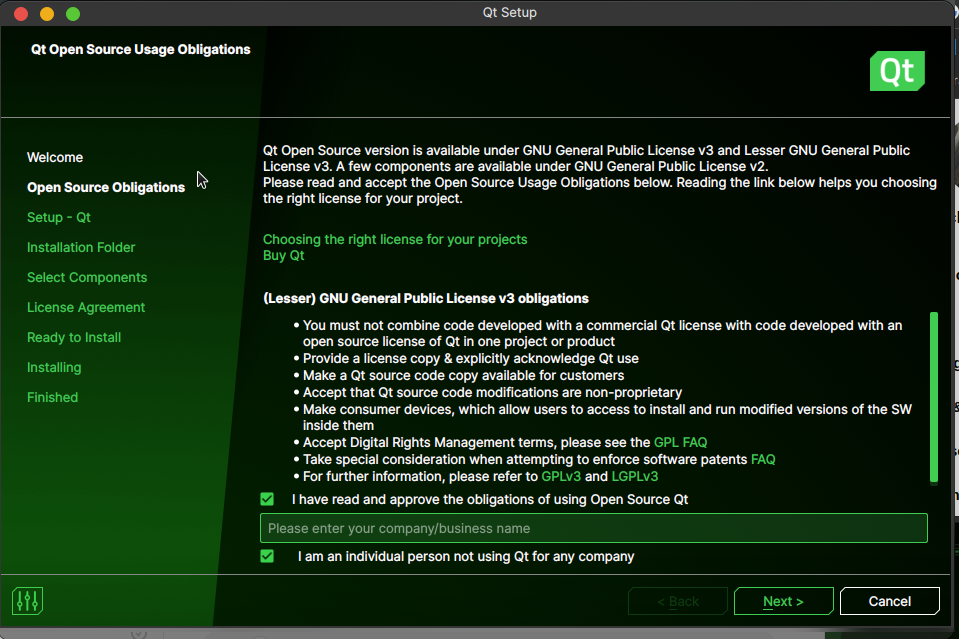 Qt Setup
Qt Open Source Usage Obligations
Qt
Welcome
Open Source Obligations
Setup - Qt
Installation Folder
Select Components
License Agreement
Ready to Install
Installing
Finished
Qt Open Source version is available under GNU General Public License v3 and Lesser GNU General Public
License v3. A few components are available under GNU General Public License v2.
Please read and accept the Open Source Usage Obligations below. Reading the link below helps you choosing
the right license for your project.
Choosing the right license for your projects
Buy Qt
(Lesser) GNU General Public License v3 obligations
• You must not combine code developed with a commercial Qt license with code developed with an
open source license of Qt in one project or product
• Provide a license copy & explicitly acknowledge Qt use
• Make a Qt source code copy available for customers
• Accept that Qt source code modifications are non-proprietary
• Make consumer devices, which allow users to access to install and run modified versions of the SW
inside them
• Accept Digital Rights Management terms, please see the GPL FAQ
• Take special consideration when attempting to enforce software patents FAQ
• For further information, please refer to GPLv3 and LGPLv3
I have read and approve the obligations of using Open Source Qt
Please enter your company/business name
I am an individual person not using Qt for any company
< Back
Next >
Cancel